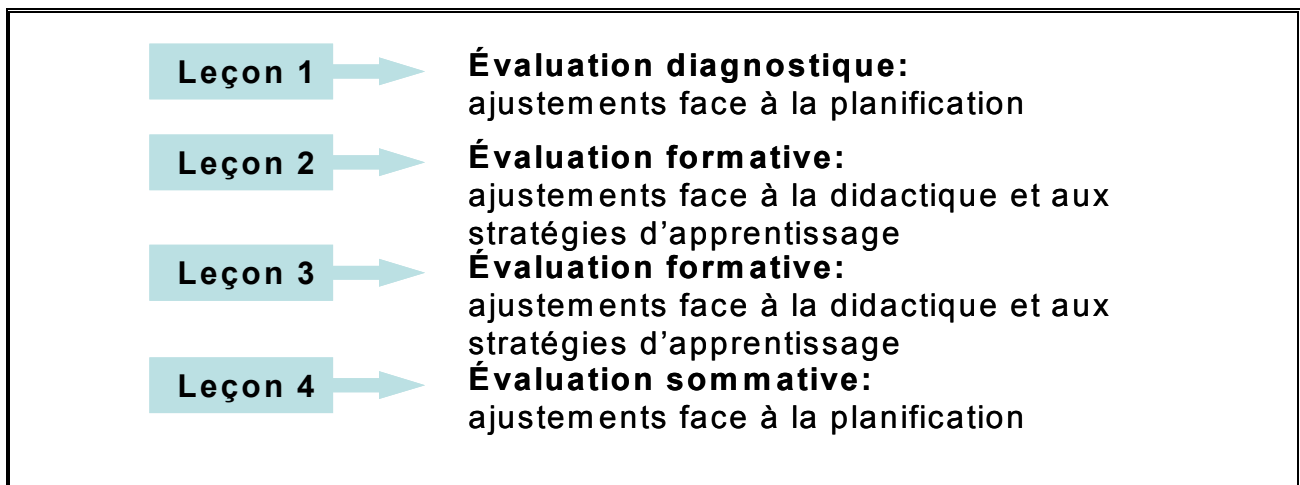 Leçon 1
Évaluation diagnostique:
ajustements face à la planification
Leçon 2
Évaluation formative:
ajustements face à la didactique et aux
stratégies d’apprentissage
Leçon 3
Évaluation formative:
ajustements face à la didactique et aux
stratégies d’apprentissage
Leçon 4
Évaluation sommative:
ajustements face à la planification